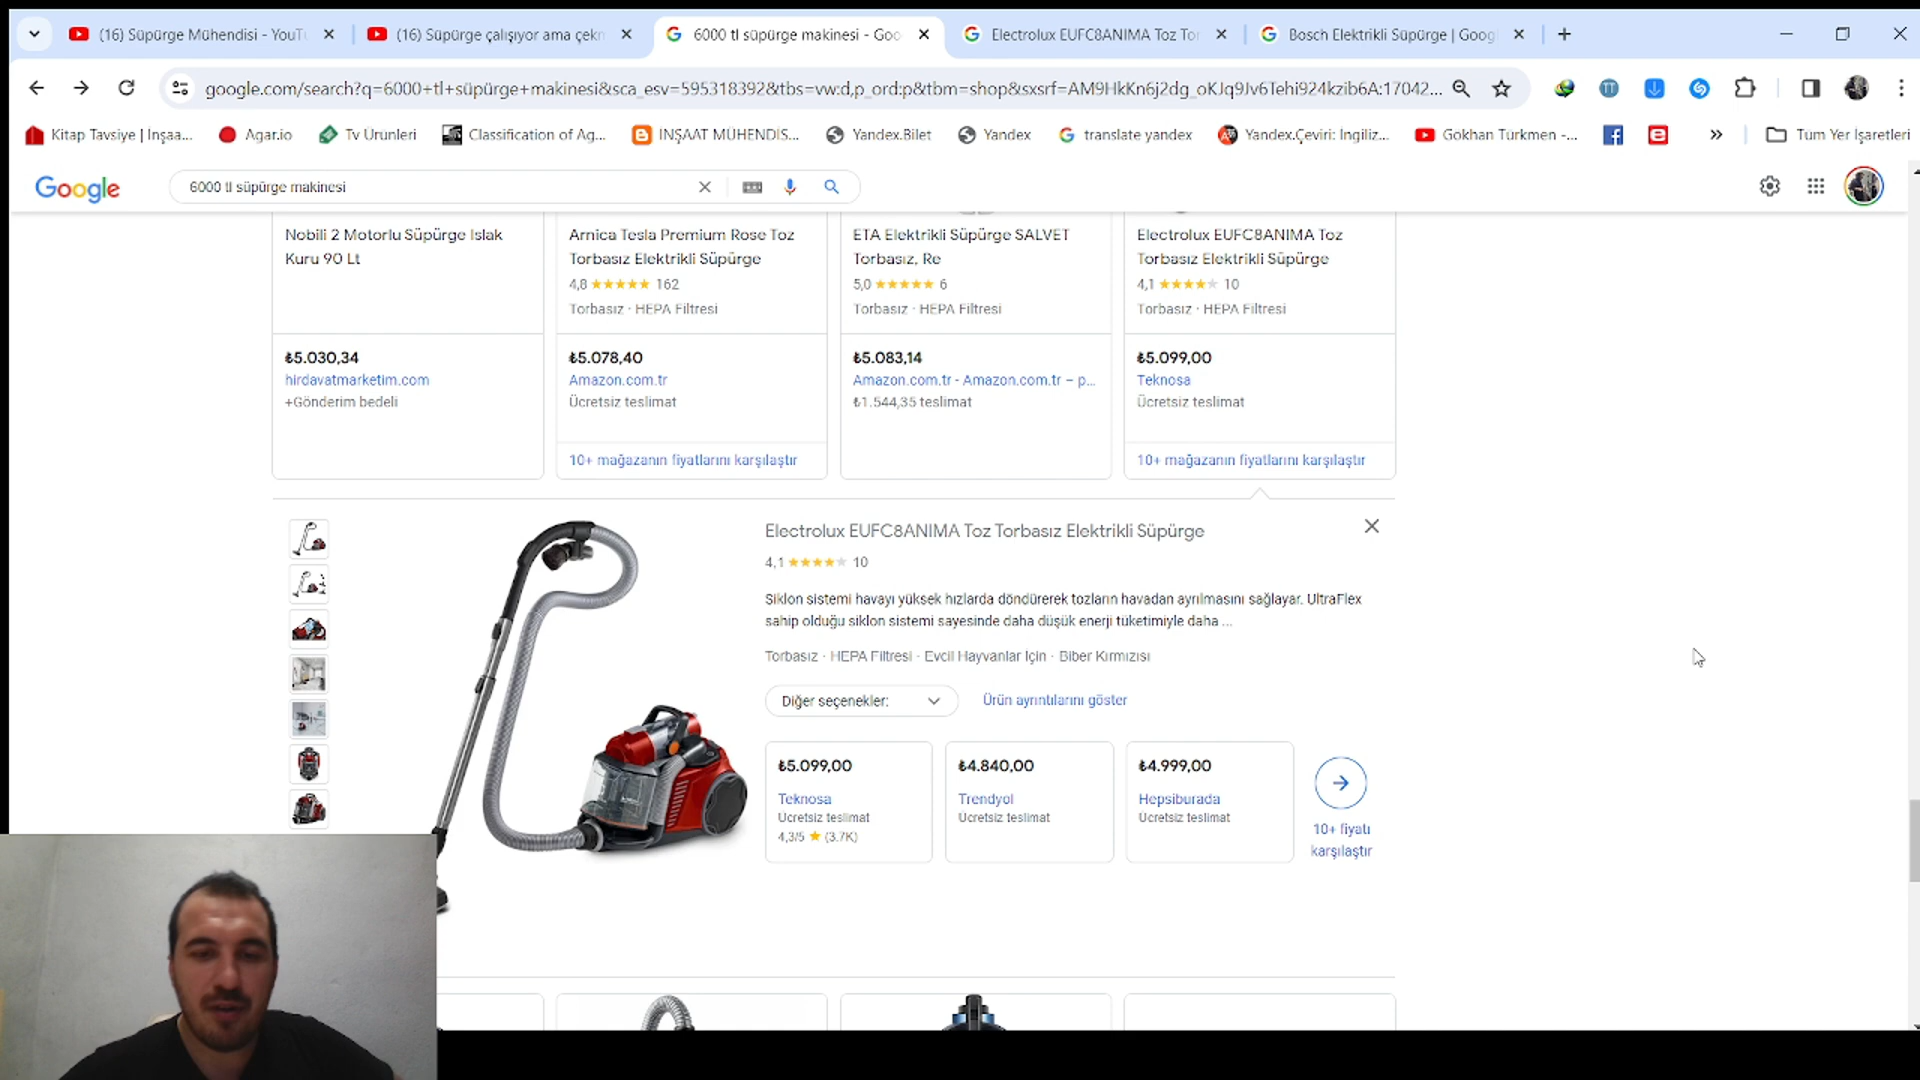 (16) Süpürge Mühendisi - YouTu
(16) Süpürge çalışıyor ama çekm
6000 tl süpürge makinesi - Goo
Electrolux EUFC8ANIMA Toz Tor
Bosch Elektrikli Süpürge | Goog
google.com/search?q=6000+tl+süpürge+makinesi&sca_esv=595318392&tbs=vw:d,p_ord:p&tbm=shop&sxsrf=AM9HkKn6j2dg_oKJq9Jv6Tehi924kzib6A:17042...
Kitap Tavsiye | İnşaa...
Agar.io
Tv Ürünleri
Classification of Ag...
İNŞAAT MÜHENDİS...
Yandex.Bilet
Yandex
translate yandex
Yandex.Çeviri: İngiliz...
Gökhan Türkmen -...
Tüm Yer İşaretleri
Google
6000 tl süpürge makinesi
Nobili 2 Motorlu Süpürge Islak
Kuru 90 Lt
Arnica Tesla Premium Rose Toz
Torbasız Elektrikli Süpürge
4,8 162
Torbasız · HEPA Filtresi
ETA Elektrikli Süpürge SALVET
Torbasız, Re
5,0 6
Torbasız · HEPA Filtresi
Electrolux EUFC8ANIMA Toz
Torbasız Elektrikli Süpürge
4,1 10
Torbasız · HEPA Filtresi
₺5.030,34
hirdavatmarketim.com
+Gönderim bedeli
₺5.078,40
Amazon.com.tr
Ücretsiz teslimat
10+ mağazanın fiyatlarını karşılaştır
₺5.083,14
Amazon.com.tr - Amazon.com.tr – p...
₺1.544,35 teslimat
₺5.099,00
Teknosa
Ücretsiz teslimat
10+ mağazanın fiyatlarını karşılaştır
Electrolux EUFC8ANIMA Toz Torbasız Elektrikli Süpürge
4,1 10
Siklon sistemi havayı yüksek hızlarda döndürerek tozların havadan ayrılmasını sağlayar. UltraFlex
sahip olduğu siklon sistemi sayesinde daha düşük enerji tüketimiyle daha ...
Torbasız · HEPA Filtresi · Evcil Hayvanlar İçin · Biber Kırmızısı
Diğer seçenekler:
Ürün ayrıntılarını göster
₺5.099,00
Teknosa
Ücretsiz teslimat
4,3/5 (3.7K)
₺4.840,00
Trendyol
Ücretsiz teslimat
₺4.999,00
Hepsiburada
Ücretsiz teslimat
10+ fiyatı
karşılaştır